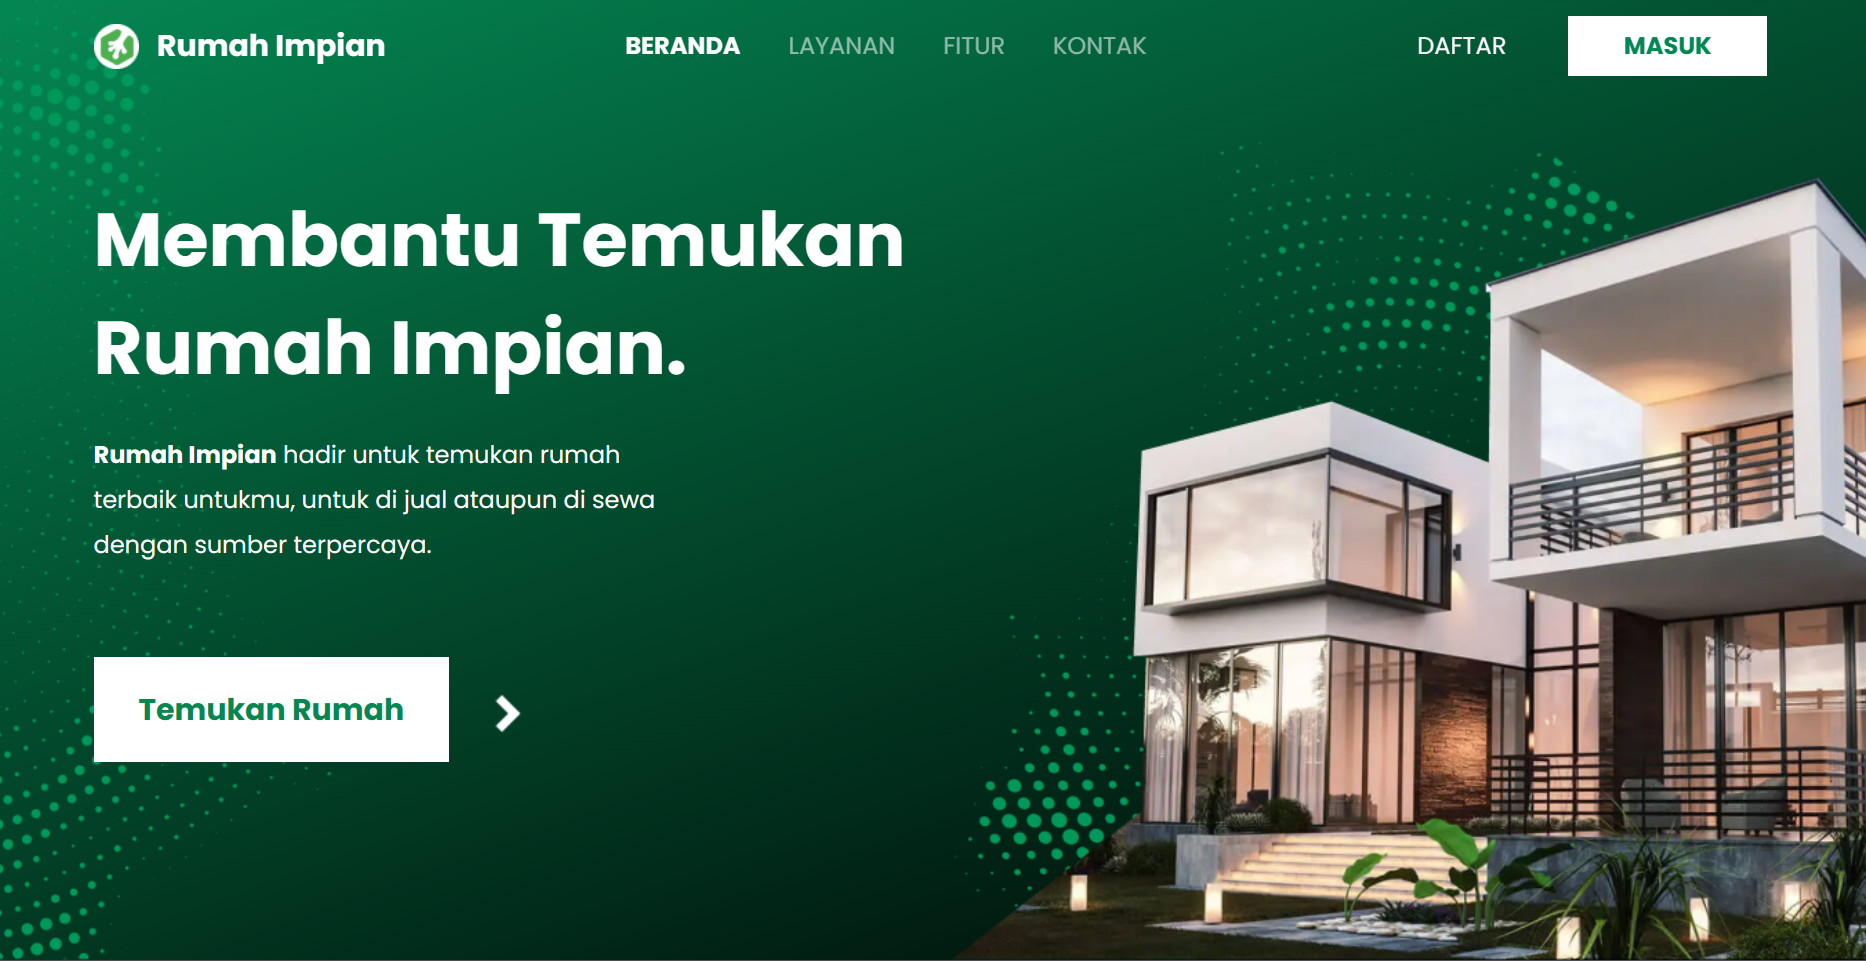 Rumah Impian
BERANDA LAYANAN FITUR KONTAK
DAFTAR MASUK
Membantu Temukan
Rumah Impian.
Rumah Impian hadir untuk temukan rumah
terbaik untukmu, untuk di jual ataupun di sewa
dengan sumber terpercaya.
Temukan Rumah